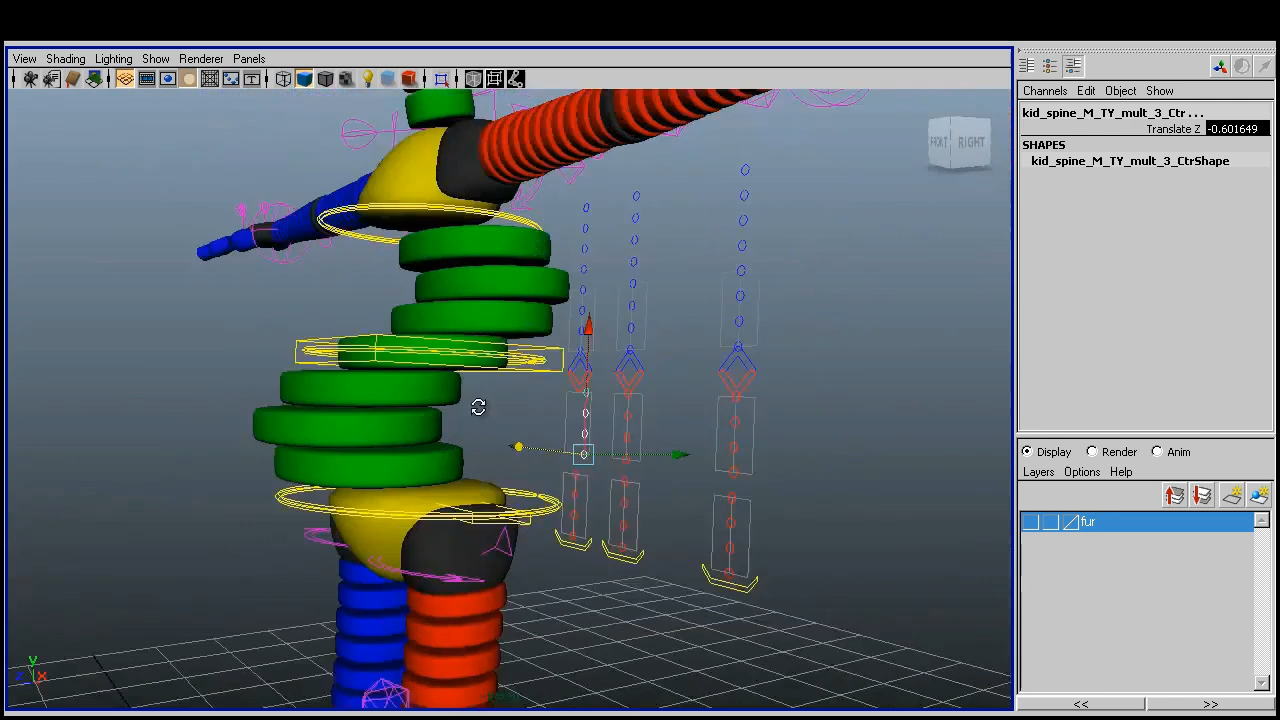 View Shading Lighting Show Renderer Panels
Channels Edit Object Show
kid_spine_M_TY_mult_3_Ctr...
Translate Z -0.601649
SHAPES
kid_spine_M_TY_mult_3_CtrShape
RIGHT
Display Render Anim
Layers Options Help
fur
<< >>
y
z x